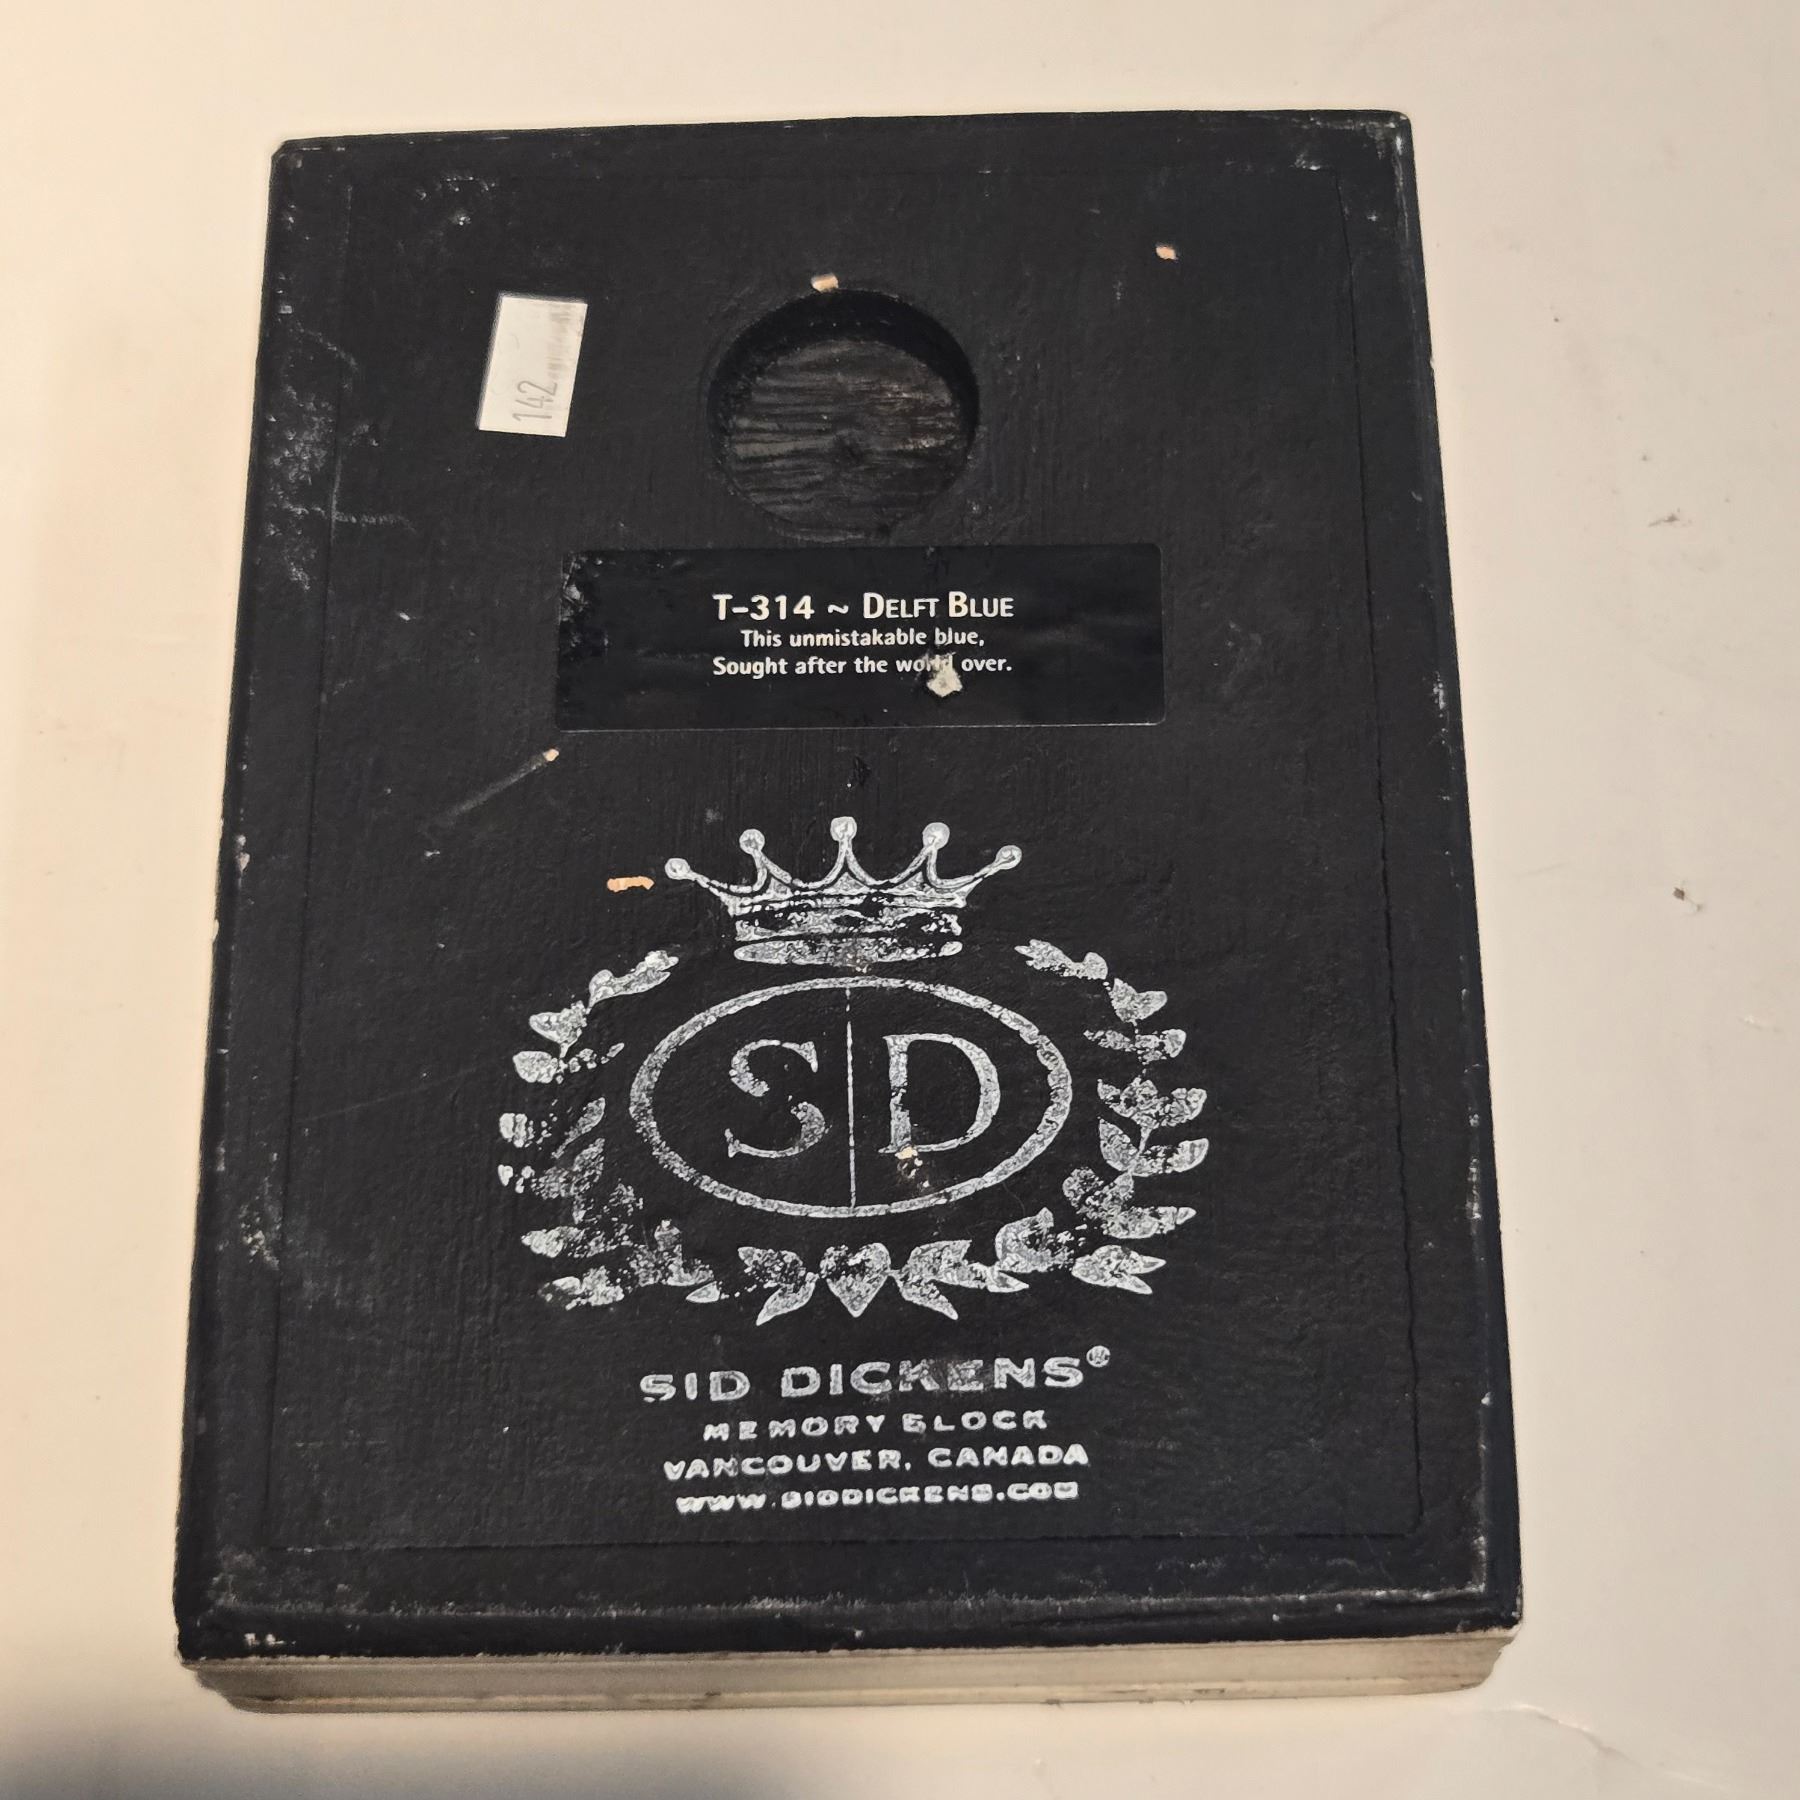 142
T-314 ~ DELFT BLUE
This unmistakable blue,
Sought after the world over.
S D
SID DICKENS®
MEMORY BLOCK
VANCOUVER, CANADA
WWW.SIDDICKENS.COM